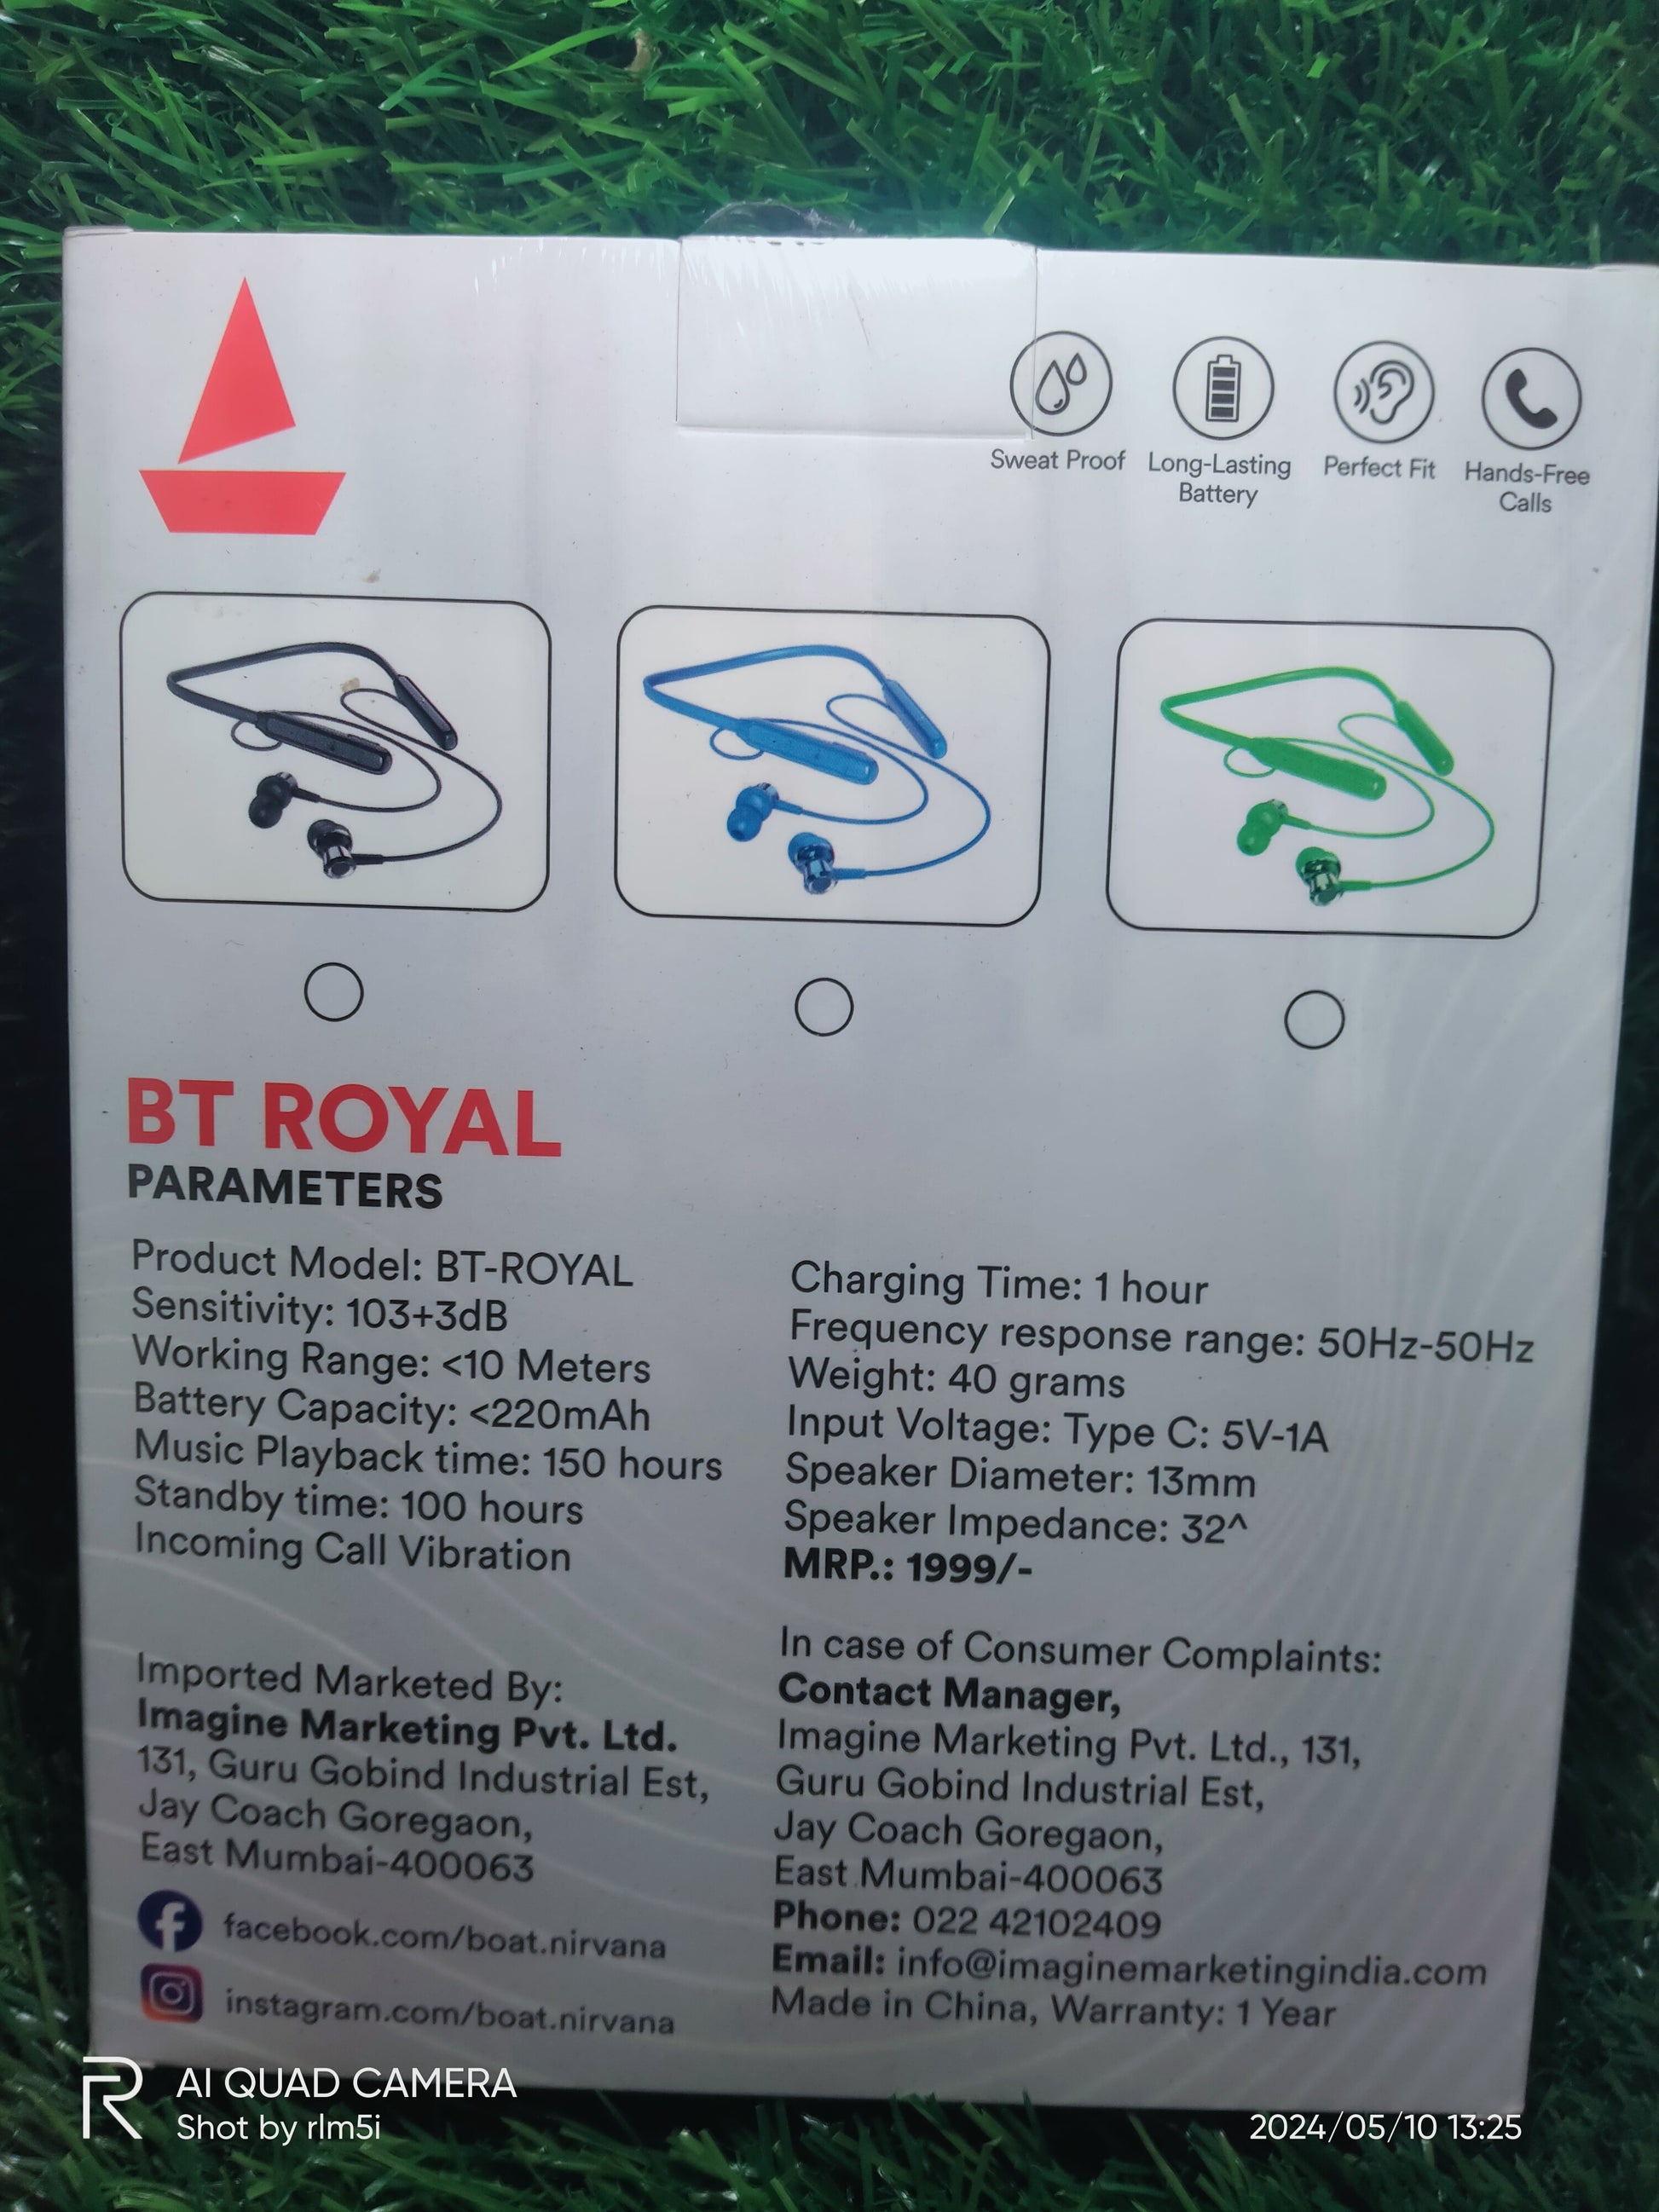 Sweat Proof
Long-Lasting
Battery
Perfect Fit
Hands-Free
Calls
BT ROYAL
PARAMETERS
Product Model: BT-ROYAL
Sensitivity: 103+3dB
Working Range: <10 Meters
Battery Capacity: <220mAh
Music Playback time: 150 hours
Standby time: 100 hours
Incoming Call Vibration
Charging Time: 1 hour
Frequency response range: 50Hz-50Hz
Weight: 40 grams
Input Voltage: Type C: 5V-1A
Speaker Diameter: 13mm
Speaker Impedance: 32^
MRP.: 1999/-
Imported Marketed By:
Imagine Marketing Pvt. Ltd.
131, Guru Gobind Industrial Est,
Jay Coach Goregaon,
East Mumbai-400063
facebook.com/boat.nirvana
instagram.com/boat.nirvana
In case of Consumer Complaints:
Contact Manager,
Imagine Marketing Pvt. Ltd., 131,
Guru Gobind Industrial Est,
Jay Coach Goregaon,
East Mumbai-400063
Phone: 022 42102409
Email: info@imaginemarketingindia.com
Made in China, Warranty: 1 Year
AI QUAD CAMERA
Shot by rlm5i
2024/05/10 13:25